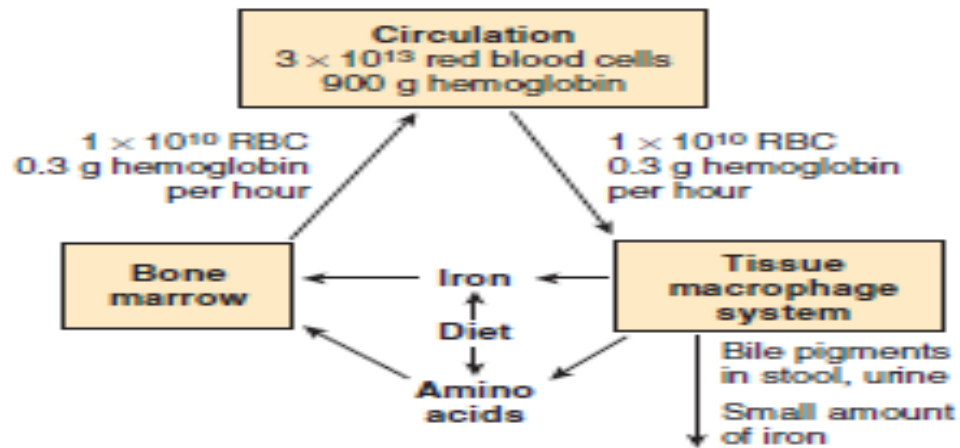 Circulation
3 × 10¹³ red blood cells
900 g hemoglobin
1 × 10¹⁰ RBC
0.3 g hemoglobin
per hour
1 × 10¹⁰ RBC
0.3 g hemoglobin
per hour
Bone
marrow
Iron
Diet
Amino
acids
Tissue
macrophage
system
Bile pigments
in stool, urine
Small amount
of iron